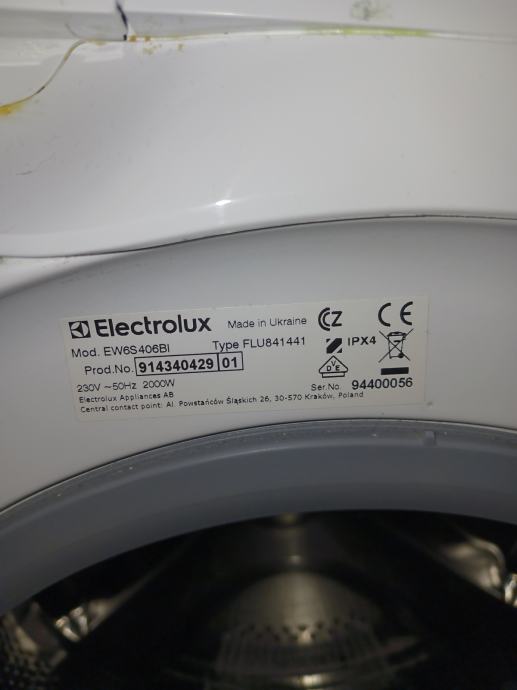 Electrolux Made in Ukraine
Mod. EW6S406BI Type FLU841441
Prod.No. 914340429 01
230V ~50Hz 2000W
Electrolux Appliances AB
Central contact point: Al. Powstańców Śląskich 26, 30-570 Kraków, Poland
CE
IPX4
VDE
Ser.No. 94400056